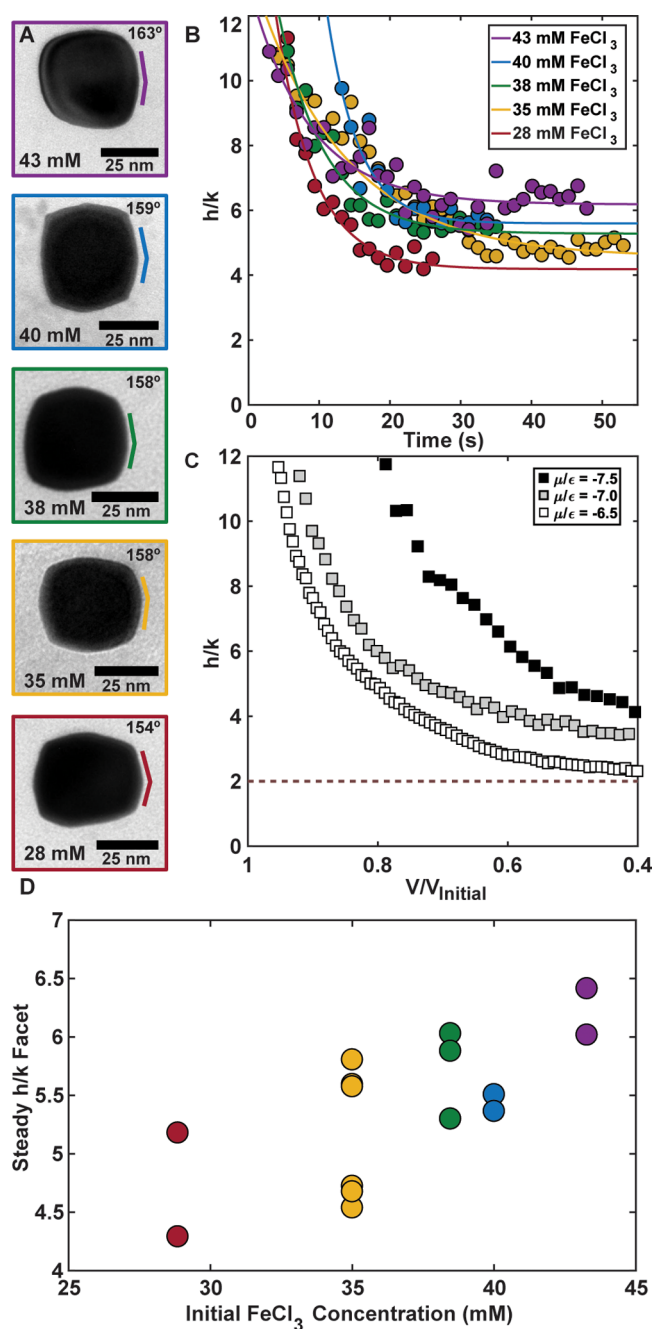 A
163°
43 mM
25 nm
159°
40 mM
25 nm
158°
38 mM
25 nm
158°
35 mM
25 nm
154°
28 mM
25 nm
B
12
10
8
6
4
0
h/k
43 mM FeCl3
40 mM FeCl3
38 mM FeCl3
35 mM FeCl3
28 mM FeCl3
0 10 20 30 40 50
Time (s)
C
12
10
8
6
4
2
0
h/k
μ/ϵ = -7.5
μ/ϵ = -7.0
μ/ϵ = -6.5
1 0.8 0.6 0.4
V/VInitial
D
7
6.5
6
5.5
5
4.5
4
Steady h/k Facet
25 30 35 40 45
Initial FeCl3 Concentration (mM)